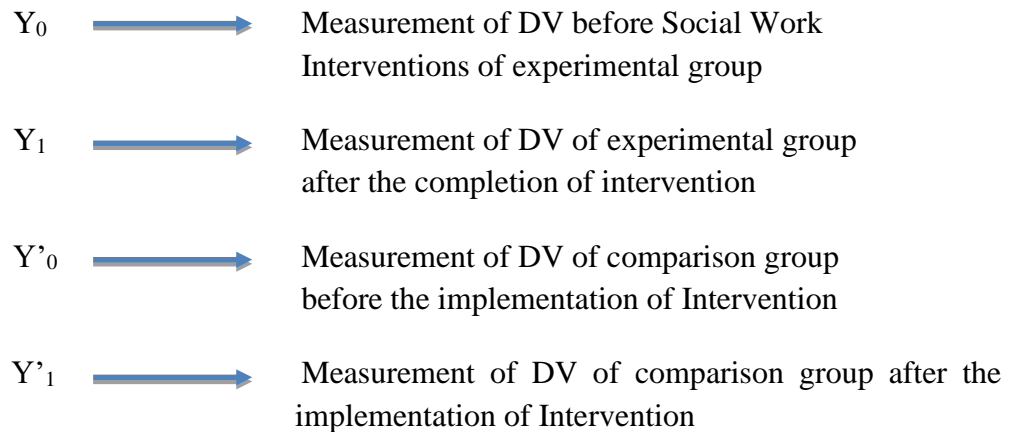 Y₀ Measurement of DV before Social Work
Interventions of experimental group
Y₁ Measurement of DV of experimental group
after the completion of intervention
Y’₀ Measurement of DV of comparison group
before the implementation of Intervention
Y’₁ Measurement of DV of comparison group after the
implementation of Intervention